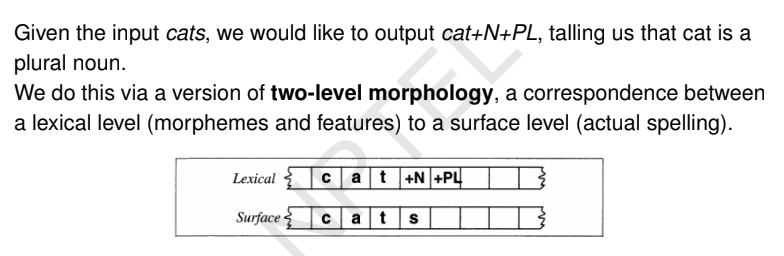 Given the input cats, we would like to output cat+N+PL, talling us that cat is a
plural noun.
We do this via a version of two-level morphology, a correspondence between
a lexical level (morphemes and features) to a surface level (actual spelling).
Lexical c a t +N +PL
Surface c a t s
NPTEL